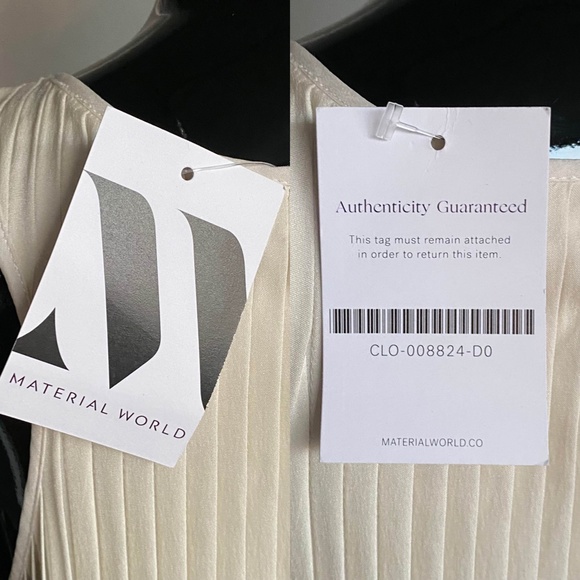 MATERIAL WORLD
Authenticity Guaranteed
This tag must remain attached
in order to return this item.
CLO-008824-D0
MATERIALWORLD.CO